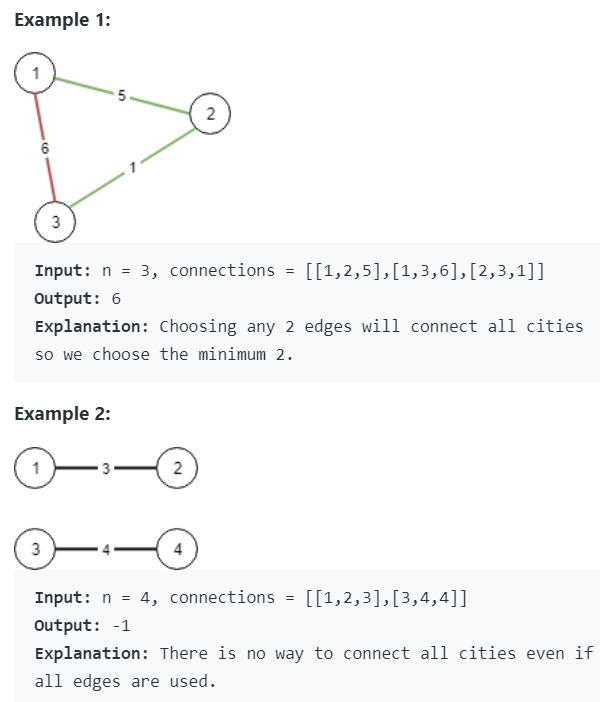 Example 1:
1
5
2
6
1
3
Input: n = 3, connections = [[1,2,5],[1,3,6],[2,3,1]]
Output: 6
Explanation: Choosing any 2 edges will connect all cities
so we choose the minimum 2.
Example 2:
1 3 2
3 4 4
Input: n = 4, connections = [[1,2,3],[3,4,4]]
Output: -1
Explanation: There is no way to connect all cities even if
all edges are used.